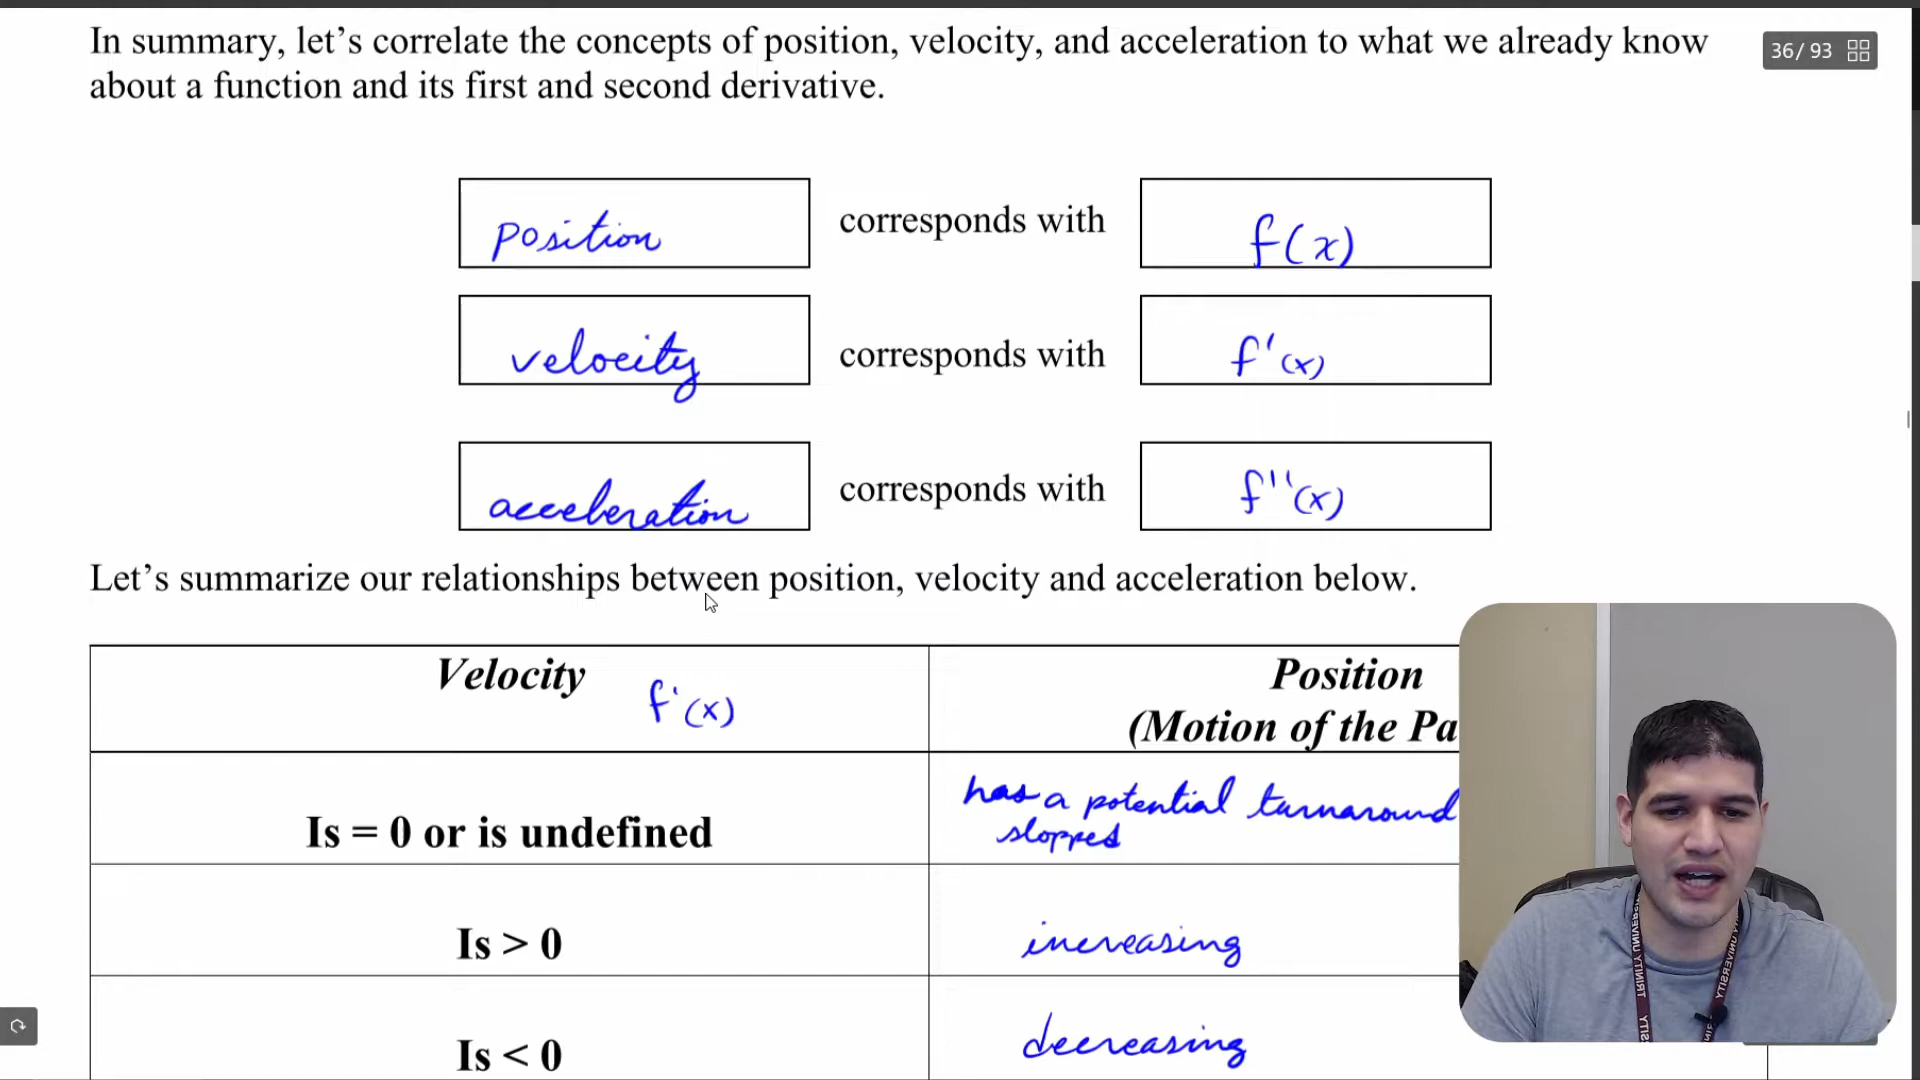 In summary, let’s correlate the concepts of position, velocity, and acceleration to what we already know
about a function and its first and second derivative.
36/ 93
position corresponds with f(x)
velocity corresponds with f'(x)
acceleration corresponds with f''(x)
Let’s summarize our relationships between position, velocity and acceleration below.
Velocity f'(x)
Position
(Motion of the Pa
Is = 0 or is undefined
has a potential turnaround
stopped
Is > 0
increasing
Is < 0
decreasing
TRINITY UNIVERSITY
UNIVERSITY